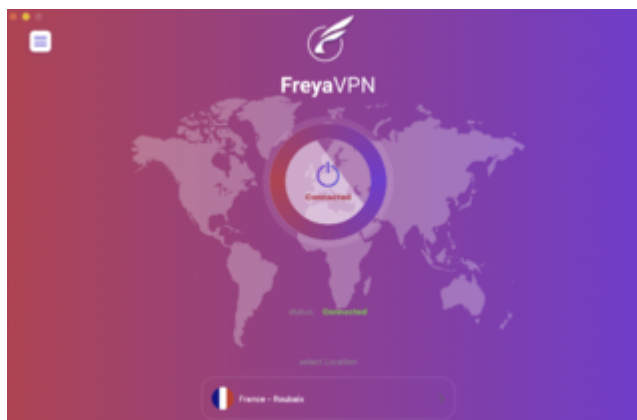 FreyaVPN
Connected
status: Connected
select Location
France - Roubaix